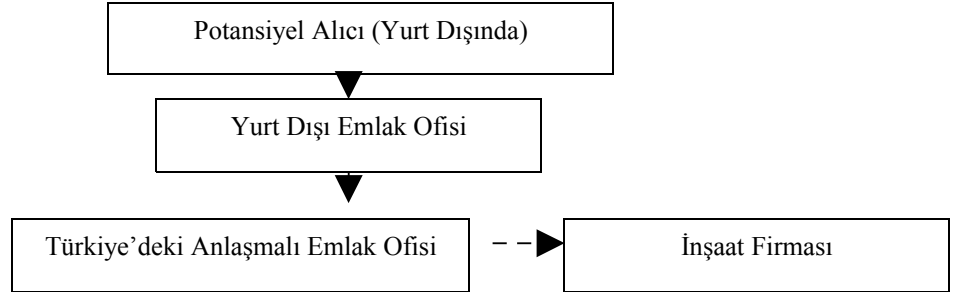 Potansiyel Alıcı (Yurt Dışında)
Yurt Dışı Emlak Ofisi
Türkiye’deki Anlaşmalı Emlak Ofisi
İnşaat Firması